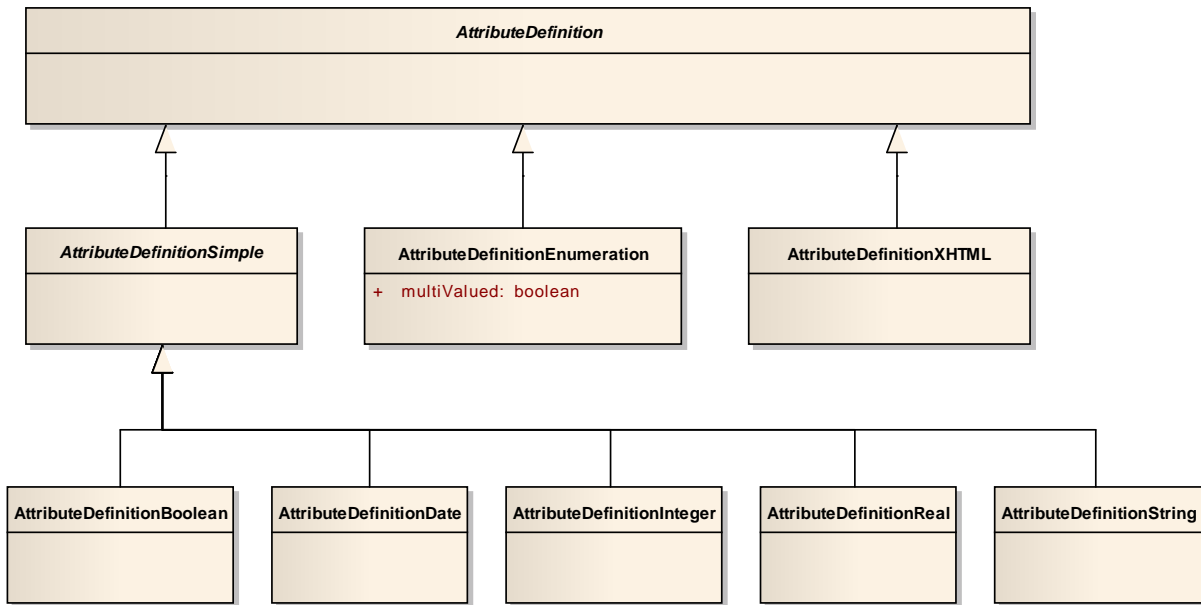 AttributeDefinition
AttributeDefinitionSimple
AttributeDefinitionEnumeration
+ multiValued: boolean
AttributeDefinitionXHTML
AttributeDefinitionBoolean
AttributeDefinitionDate
AttributeDefinitionInteger
AttributeDefinitionReal
AttributeDefinitionString